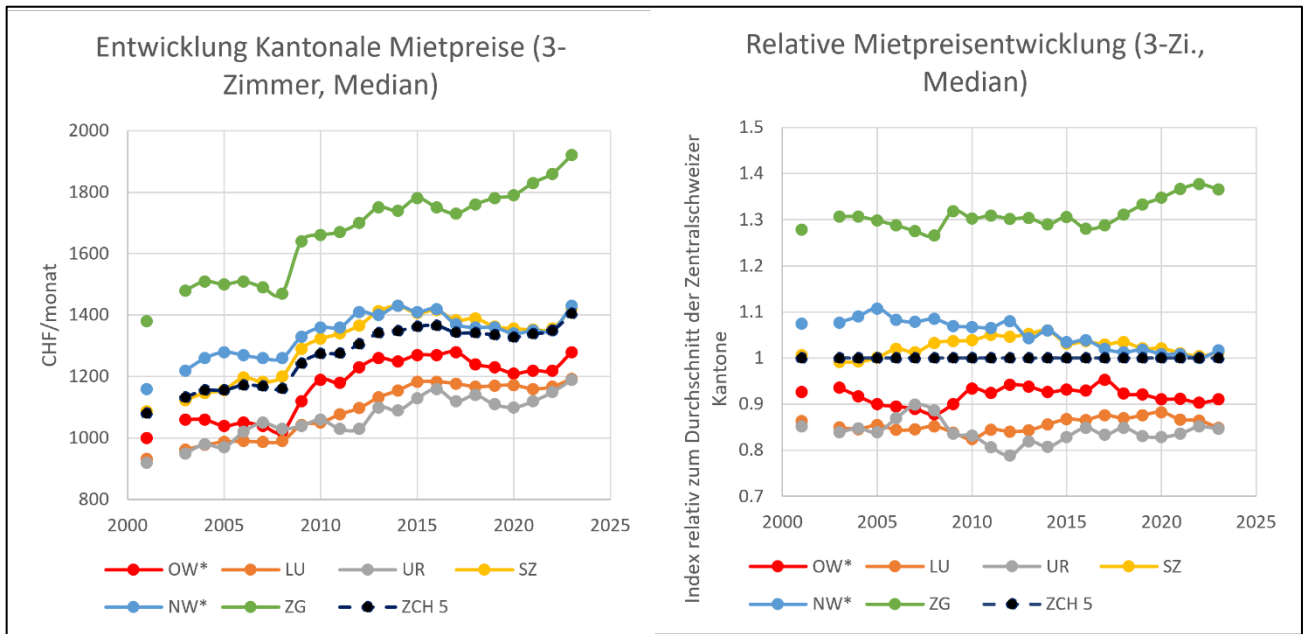 Entwicklung Kantonale Mietpreise (3-
Zimmer, Median)
CHF/monat
2000
1800
1600
1400
1200
1000
800
2000 2005 2010 2015 2020 2025
OW* LU UR SZ
NW* ZG ZCH 5
Relative Mietpreisentwicklung (3-Zi.,
Median)
Index relativ zum Durchschnitt der Zentralschweizer
Kantone
1.5
1.4
1.3
1.2
1.1
1
0.9
0.8
0.7
2000 2005 2010 2015 2020 2025
OW* LU UR SZ
NW* ZG ZCH 5